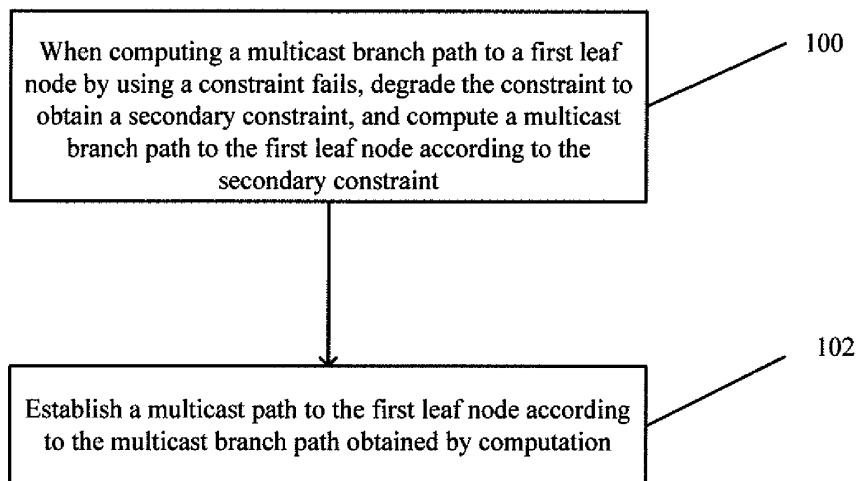 When computing a multicast branch path to a first leaf
node by using a constraint fails, degrade the constraint to
obtain a secondary constraint, and compute a multicast
branch path to the first leaf node according to the
secondary constraint
100
Establish a multicast path to the first leaf node according
to the multicast branch path obtained by computation
102